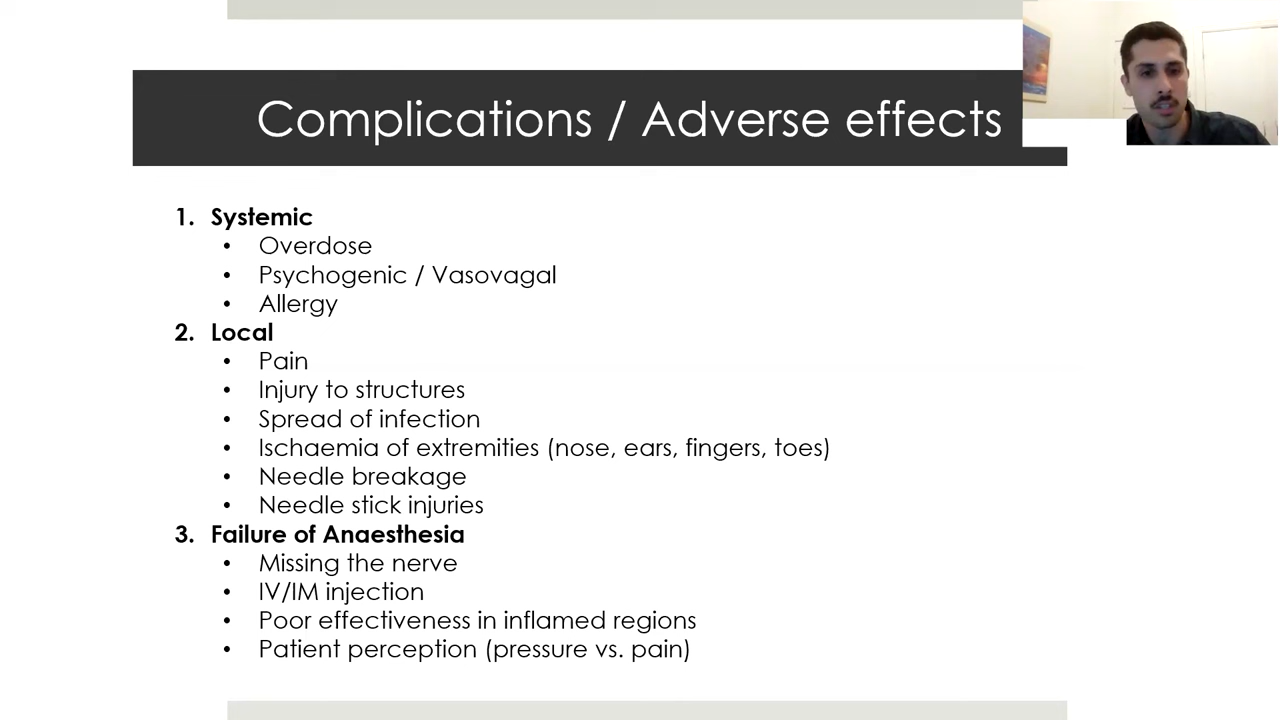 Complications / Adverse effects
1. Systemic
• Overdose
• Psychogenic / Vasovagal
• Allergy
2. Local
• Pain
• Injury to structures
• Spread of infection
• Ischaemia of extremities (nose, ears, fingers, toes)
• Needle breakage
• Needle stick injuries
3. Failure of Anaesthesia
• Missing the nerve
• IV/IM injection
• Poor effectiveness in inflamed regions
• Patient perception (pressure vs. pain)